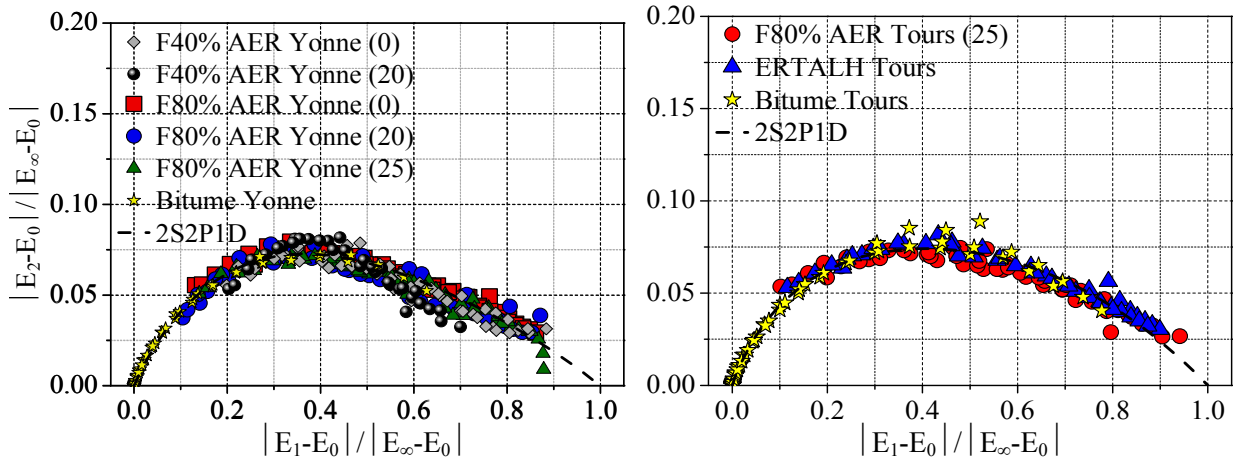 0.20
0.15
0.10
0.05
0.00
|E₂-E₀| / |E∞-E₀|
F40% AER Yonne (0)
F40% AER Yonne (20)
F80% AER Yonne (0)
F80% AER Yonne (20)
F80% AER Yonne (25)
Bitume Yonne
2S2P1D
0.0 0.2 0.4 0.6 0.8 1.0
|E₁-E₀| / |E∞-E₀|
0.20
0.15
0.10
0.05
0.00
F80% AER Tours (25)
ERTALH Tours
Bitume Tours
2S2P1D
0.0 0.2 0.4 0.6 0.8 1.0
|E₁-E₀| / |E∞-E₀|